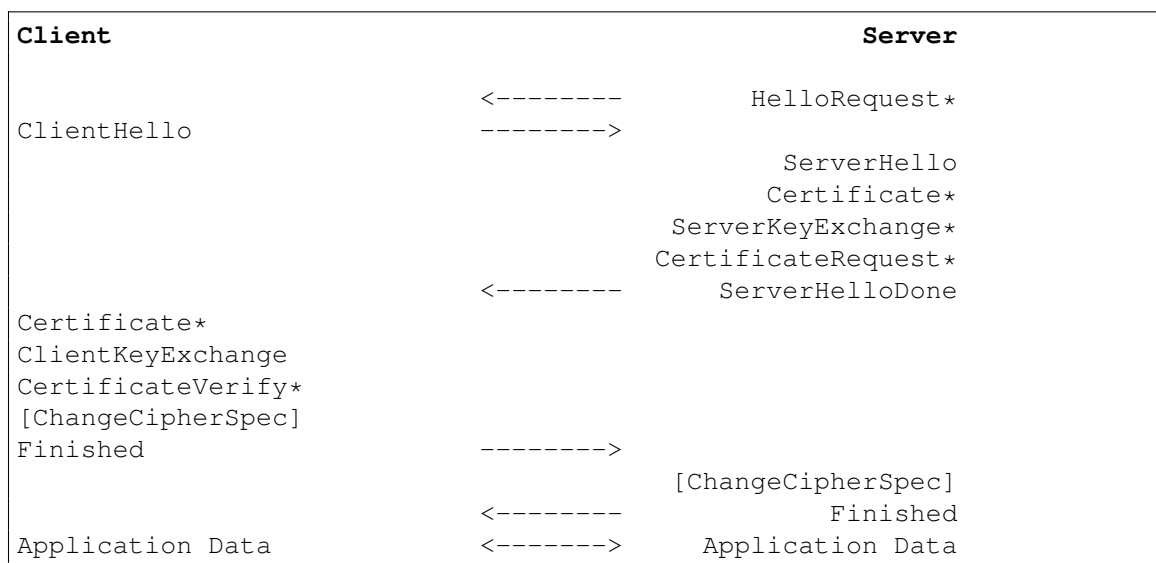 Client Server
<-------- HelloRequest*
ClientHello -------->
ServerHello
Certificate*
ServerKeyExchange*
CertificateRequest*
<-------- ServerHelloDone
Certificate*
ClientKeyExchange
CertificateVerify*
[ChangeCipherSpec]
Finished -------->
[ChangeCipherSpec]
<-------- Finished
Application Data <-------> Application Data